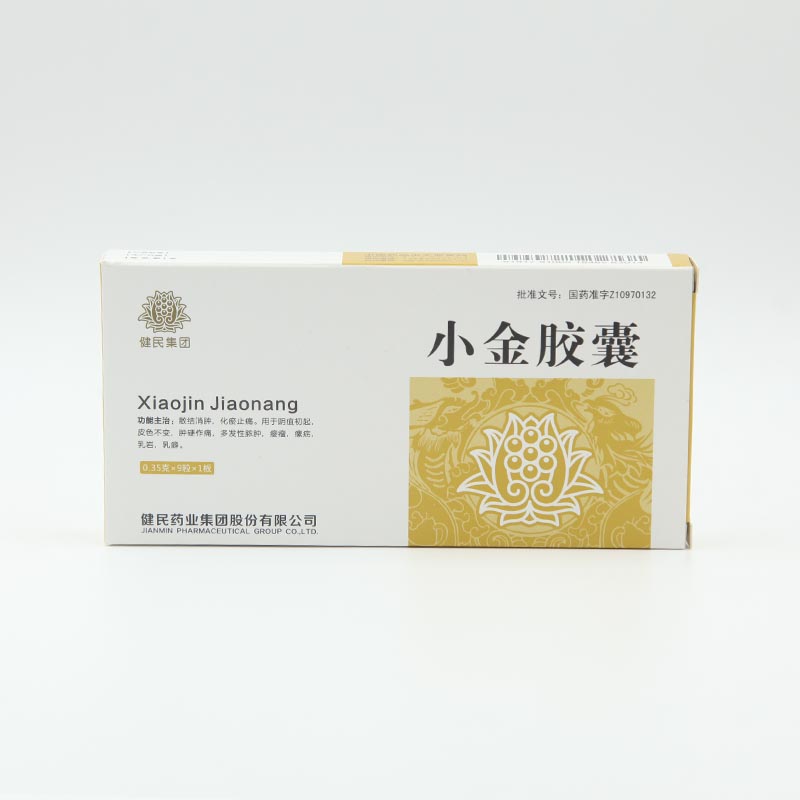 批准文号：国药准字Z10970132
健民集团
小金胶囊
Xiaojin Jiaonang
功能主治：散结消肿，化瘀止痛。用于阴疽初起，
皮色不变，肿硬作痛，多发性脓肿，瘿瘤，瘰疬，
乳岩，乳癖。
0.35克×9粒×1板
健民药业集团股份有限公司
JIANMIN PHARMACEUTICAL GROUP CO.,LTD.